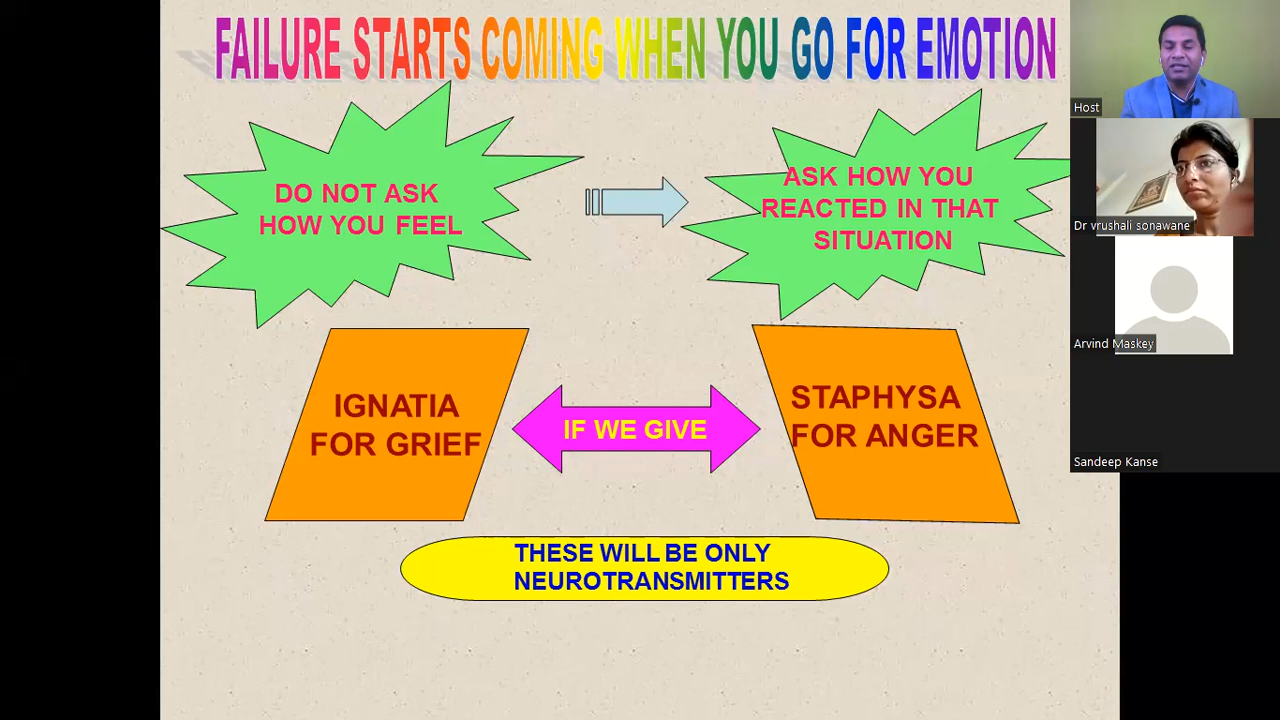 FAILURE STARTS COMING WHEN YOU GO FOR EMOTION
DO NOT ASK
HOW YOU FEEL
ASK HOW YOU
REACTED IN THAT
SITUATION
IGNATIA
FOR GRIEF
IF WE GIVE
STAPHYSA
FOR ANGER
THESE WILL BE ONLY
NEUROTRANSMITTERS
Host
Dr vrushali sonawane
Arvind Maskey
Sandeep Kanse